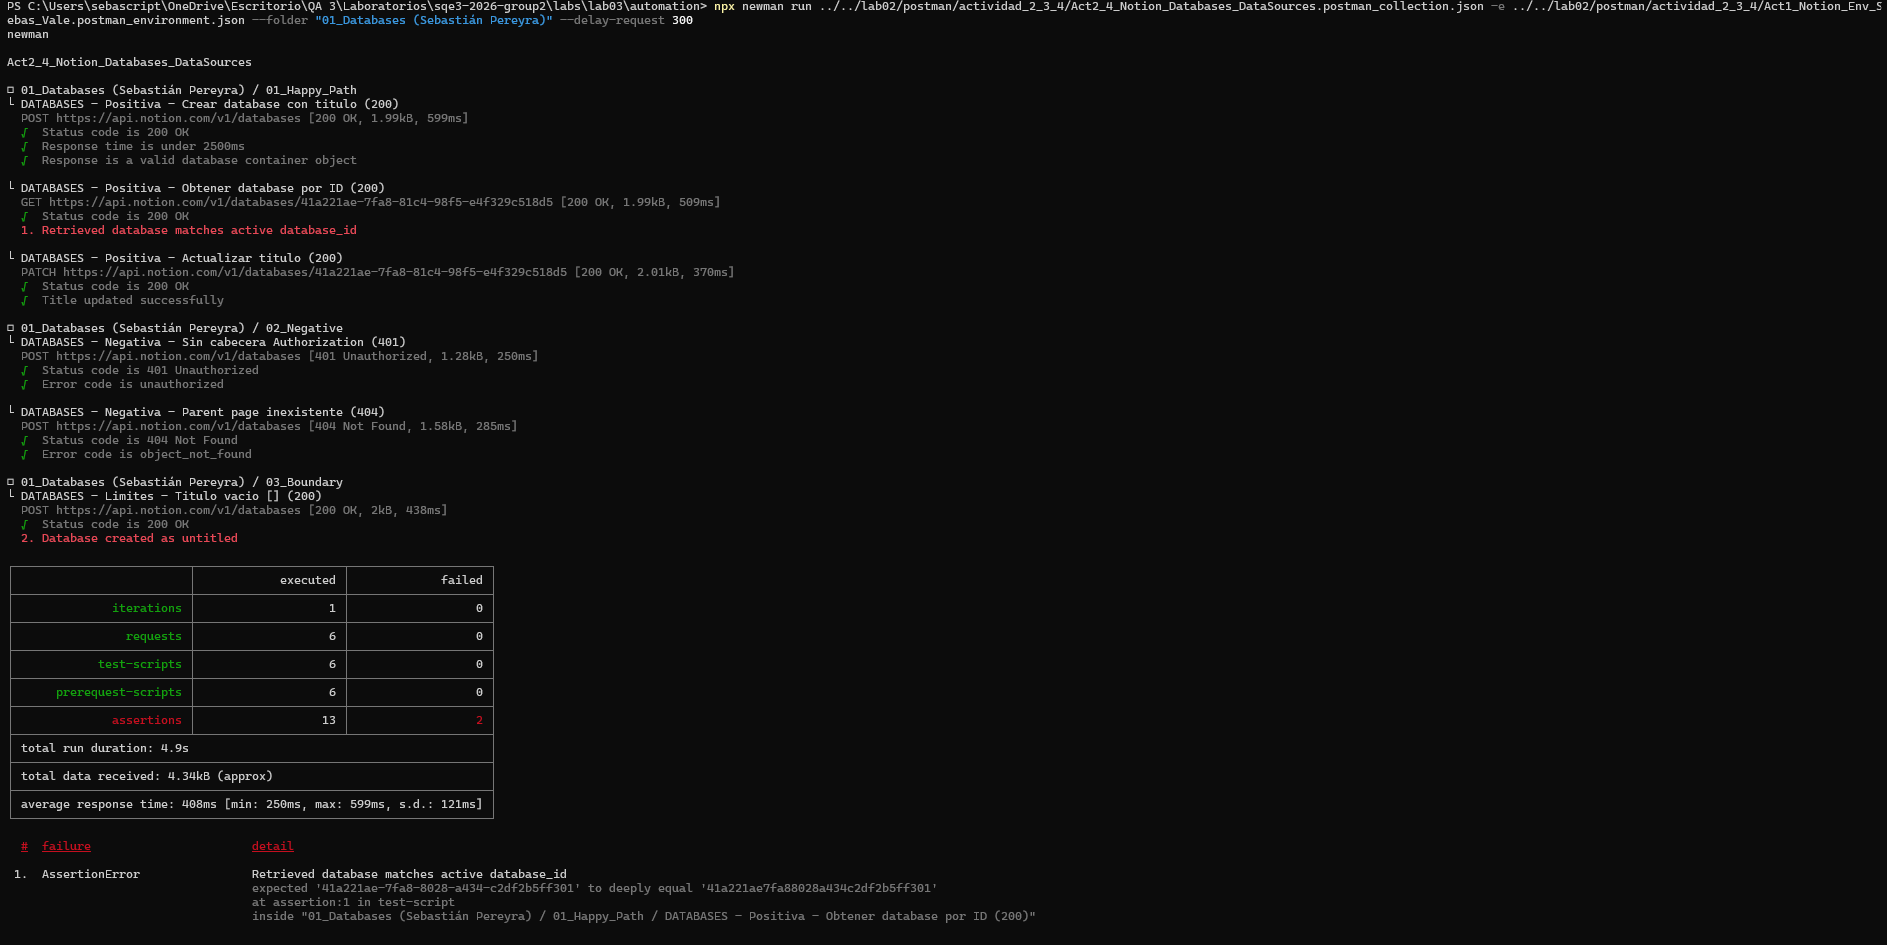 PS C:\Users\sebascript\OneDrive\Escritorio\QA 3\Laboratorios\sqe3-2026-group2\labs\lab03\automation> npx newman run ../../lab02/postman/actividad_2_3_4/Act2_4_Notion_Databases_DataSources.postman_collection.json -e ../../lab02/postman/actividad_2_3_4/Act1_Notion_Env_S
ebas_Vale.postman_environment.json --folder "01_Databases (Sebastián Pereyra)" --delay-request 300
newman
Act2_4_Notion_Databases_DataSources
□ 01_Databases (Sebastián Pereyra) / 01_Happy_Path
└ DATABASES - Positiva - Crear database con titulo (200)
POST https://api.notion.com/v1/databases [200 OK, 1.99kB, 599ms]
√ Status code is 200 OK
√ Response time is under 2500ms
√ Response is a valid database container object
└ DATABASES - Positiva - Obtener database por ID (200)
GET https://api.notion.com/v1/databases/41a221ae-7fa8-81c4-98f5-e4f329c518d5 [200 OK, 1.99kB, 509ms]
√ Status code is 200 OK
1. Retrieved database matches active database_id
└ DATABASES - Positiva - Actualizar titulo (200)
PATCH https://api.notion.com/v1/databases/41a221ae-7fa8-81c4-98f5-e4f329c518d5 [200 OK, 2.01kB, 370ms]
√ Status code is 200 OK
√ Title updated successfully
□ 01_Databases (Sebastián Pereyra) / 02_Negative
└ DATABASES - Negativa - Sin cabecera Authorization (401)
POST https://api.notion.com/v1/databases [401 Unauthorized, 1.28kB, 250ms]
√ Status code is 401 Unauthorized
√ Error code is unauthorized
└ DATABASES - Negativa - Parent page inexistente (404)
POST https://api.notion.com/v1/databases [404 Not Found, 1.58kB, 285ms]
√ Status code is 404 Not Found
√ Error code is object_not_found
□ 01_Databases (Sebastián Pereyra) / 03_Boundary
└ DATABASES - Limites - Titulo vacio [] (200)
POST https://api.notion.com/v1/databases [200 OK, 2kB, 438ms]
√ Status code is 200 OK
2. Database created as untitled
executed failed
iterations 1 0
requests 6 0
test-scripts 6 0
prerequest-scripts 6 0
assertions 13 2
total run duration: 4.9s
total data received: 4.34kB (approx)
average response time: 408ms [min: 250ms, max: 599ms, s.d.: 121ms]
# failure detail
1. AssertionError Retrieved database matches active database_id
expected '41a221ae-7fa8-8028-a434-c2df2b5ff301' to deeply equal '41a221ae7fa88028a434c2df2b5ff301'
at assertion:1 in test-script
inside "01_Databases (Sebastián Pereyra) / 01_Happy_Path / DATABASES - Positiva - Obtener database por ID (200)"